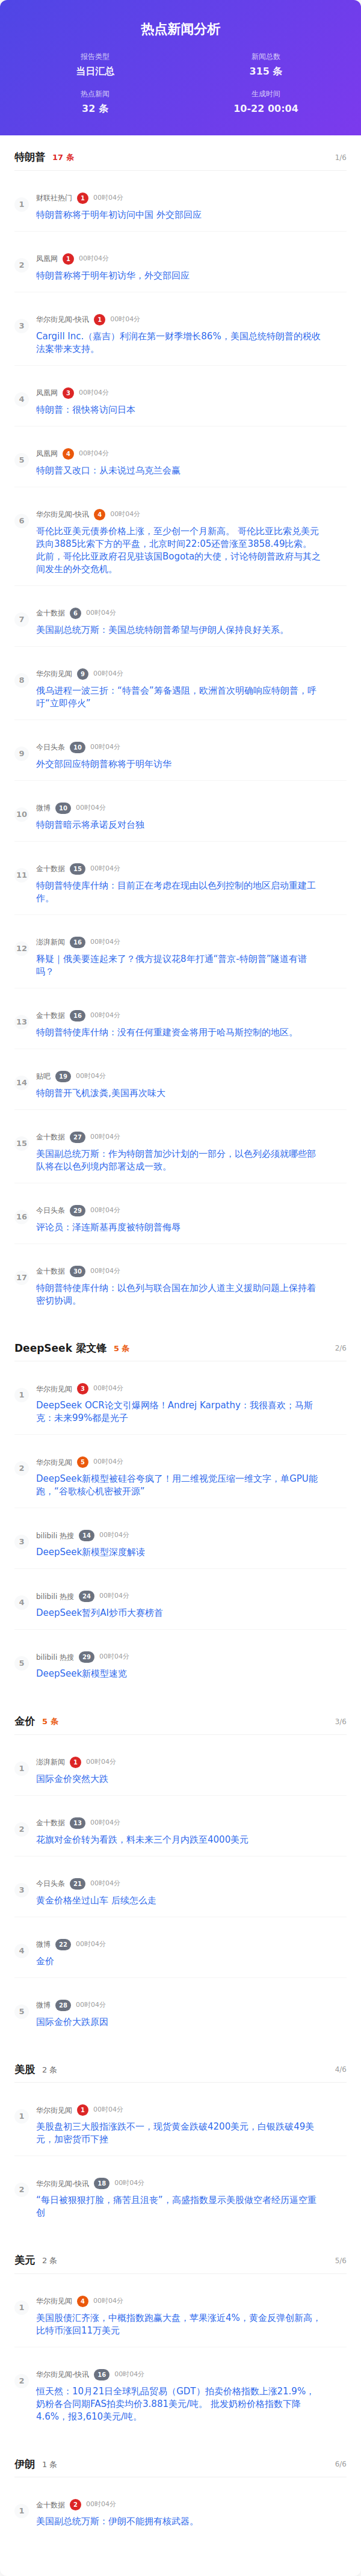 热点新闻分析
报告类型
新闻总数
当日汇总
315 条
热点新闻
生成时间
32 条
10-22 00:04
特朗普 17 条 1/6
1
财联社热门 1 00时04分
特朗普称将于明年初访问中国 外交部回应
2
凤凰网 1 00时04分
特朗普称将于明年初访华，外交部回应
3
华尔街见闻-快讯 1 00时04分
Cargill Inc.（嘉吉）利润在第一财季增长86%，美国总统特朗普的税收
法案带来支持。
4
凤凰网 3 00时04分
特朗普：很快将访问日本
5
凤凰网 4 00时04分
特朗普又改口：从未说过乌克兰会赢
6
华尔街见闻-快讯 4 00时04分
哥伦比亚美元债券价格上涨，至少创一个月新高。 哥伦比亚比索兑美元
跌向3885比索下方的平盘，北京时间22:05还曾涨至3858.49比索。
此前，哥伦比亚政府召见驻该国Bogota的大使，讨论特朗普政府与其之
间发生的外交危机。
7
金十数据 6 00时04分
美国副总统万斯：美国总统特朗普希望与伊朗人保持良好关系。
8
华尔街见闻 9 00时04分
俄乌进程一波三折：“特普会”筹备遇阻，欧洲首次明确响应特朗普，呼
吁“立即停火”
9
今日头条 10 00时04分
外交部回应特朗普称将于明年访华
10
微博 10 00时04分
特朗普暗示将承诺反对台独
11
金十数据 15 00时04分
特朗普特使库什纳：目前正在考虑在现由以色列控制的地区启动重建工
作。
12
澎湃新闻 16 00时04分
释疑｜俄美要连起来了？俄方提议花8年打通“普京-特朗普”隧道有谱
吗？
13
金十数据 16 00时04分
特朗普特使库什纳：没有任何重建资金将用于哈马斯控制的地区。
14
贴吧 19 00时04分
特朗普开飞机泼粪,美国再次味大
15
金十数据 27 00时04分
美国副总统万斯：作为特朗普加沙计划的一部分，以色列必须就哪些部
队将在以色列境内部署达成一致。
16
今日头条 29 00时04分
评论员：泽连斯基再度被特朗普侮辱
17
金十数据 30 00时04分
特朗普特使库什纳：以色列与联合国在加沙人道主义援助问题上保持着
密切协调。
DeepSeek 梁文锋 5 条 2/6
1
华尔街见闻 3 00时04分
DeepSeek OCR论文引爆网络！Andrej Karpathy：我很喜欢；马斯
克：未来99%都是光子
2
华尔街见闻 5 00时04分
DeepSeek新模型被硅谷夸疯了！用二维视觉压缩一维文字，单GPU能
跑，“谷歌核心机密被开源”
3
bilibili 热搜 14 00时04分
DeepSeek新模型深度解读
4
bilibili 热搜 24 00时04分
DeepSeek暂列AI炒币大赛榜首
5
bilibili 热搜 29 00时04分
DeepSeek新模型速览
金价 5 条 3/6
1
澎湃新闻 1 00时04分
国际金价突然大跌
2
金十数据 13 00时04分
花旗对金价转为看跌，料未来三个月内跌至4000美元
3
今日头条 21 00时04分
黄金价格坐过山车 后续怎么走
4
微博 22 00时04分
金价
5
微博 28 00时04分
国际金价大跌原因
美股 2 条 4/6
1
华尔街见闻 1 00时04分
美股盘初三大股指涨跌不一，现货黄金跌破4200美元，白银跌破49美
元，加密货币下挫
2
华尔街见闻-快讯 18 00时04分
“每日被狠狠打脸，痛苦且沮丧”，高盛指数显示美股做空者经历逼空重
创
美元 2 条 5/6
1
华尔街见闻 4 00时04分
美国股债汇齐涨，中概指数跑赢大盘，苹果涨近4%，黄金反弹创新高，
比特币涨回11万美元
2
华尔街见闻-快讯 16 00时04分
恒天然：10月21日全球乳品贸易（GDT）拍卖价格指数上涨21.9%，
奶粉各合同期FAS拍卖均价3.881美元/吨。 批发奶粉价格指数下降
4.6%，报3,610美元/吨。
伊朗 1 条 6/6
1
金十数据 2 00时04分
美国副总统万斯：伊朗不能拥有核武器。